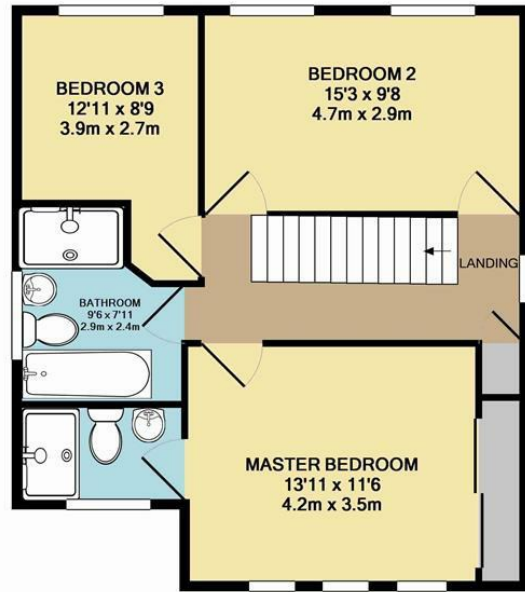 BEDROOM 3
12'11 x 8'9
3.9m x 2.7m
BEDROOM 2
15'3 x 9'8
4.7m x 2.9m
LANDING
BATHROOM
9'6 x 7'11
2.9m x 2.4m
MASTER BEDROOM
13'11 x 11'6
4.2m x 3.5m